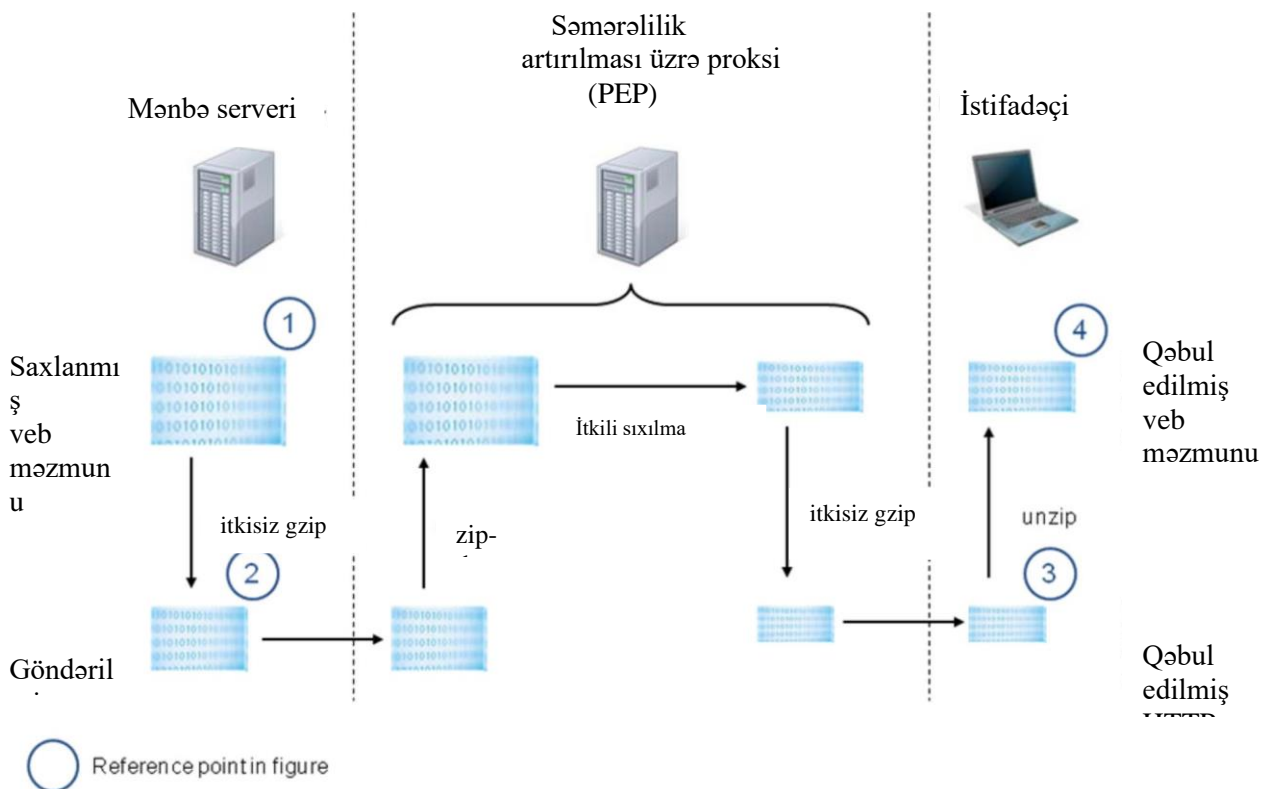 Səmərəlilik
artırılması üzrə proksi
(PEP)
Mənbə serveri
İstifadəçi
1
4
Saxlanmı
ş
veb
məzmun
u
Qəbul
edilmiş
veb
məzmunu
İtkili sıxılma
itkisiz gzip
zip-
itkisiz gzip
unzip
2
3
Göndəril
Qəbul
edilmiş
HTTP
Reference point in figure